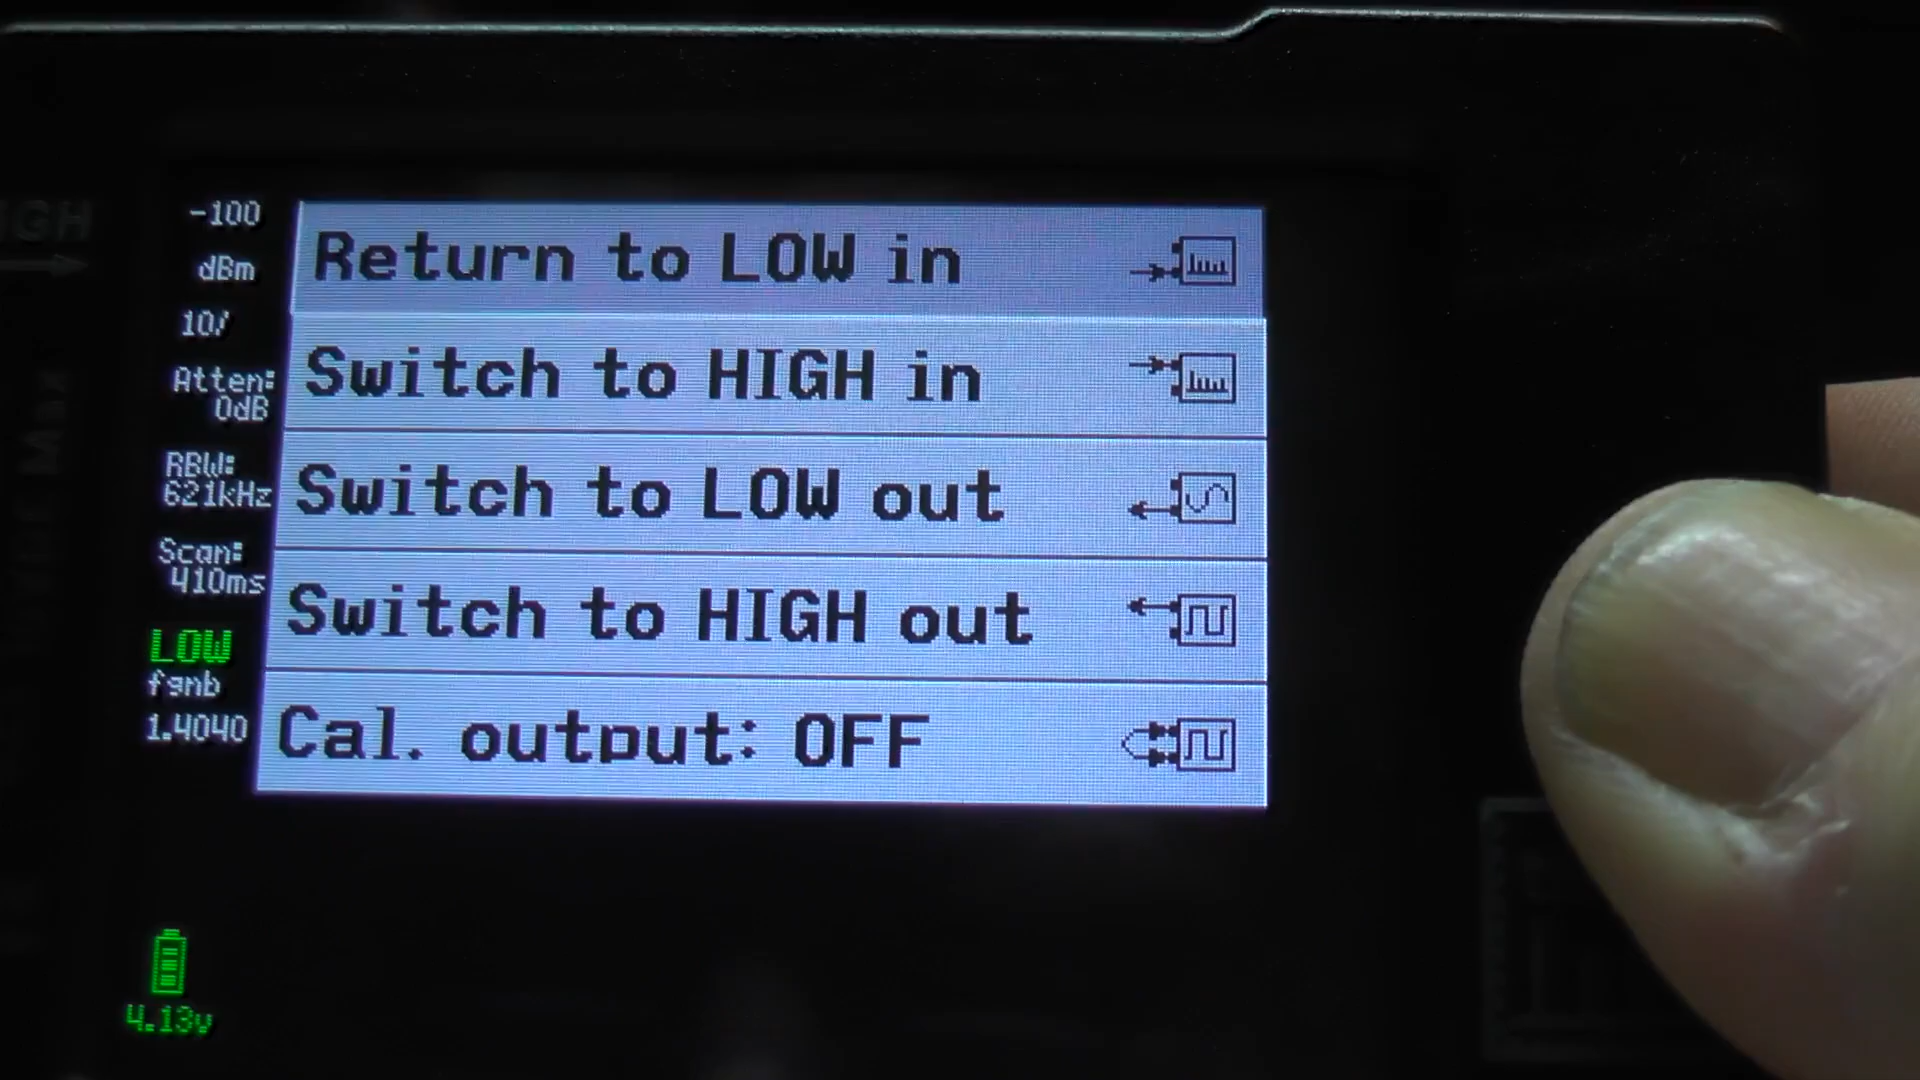 -100
dBm
10/
Atten:
0dB
RBW:
621kHz
Scan:
410ms
LOW
fgnb
1.4040
4.13v
Return to LOW in
Switch to HIGH in
Switch to LOW out
Switch to HIGH out
Cal. output: OFF